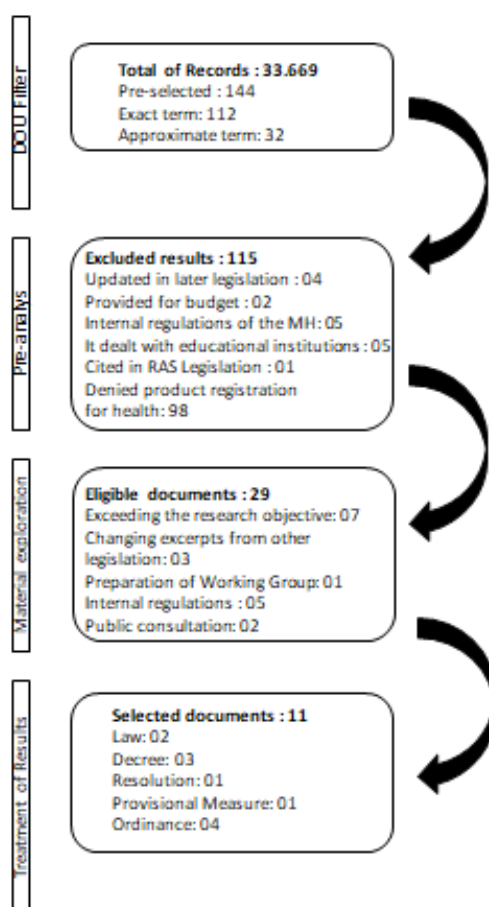 DOU Filter
Total of Records : 33.669
Pre-selected : 144
Exact term: 112
Approximate term: 32
Pre-analys
Excluded results : 115
Updated in later legislation : 04
Provided for budget : 02
Internal regulations of the MH: 05
It dealt with educational institutions : 05
Cited in RAS Legislation : 01
Denied product registration
for health: 98
Material exploration
Eligible documents : 29
Exceeding the research objective: 07
Changing excerpts from other
legislation: 03
Preparation of Working Group: 01
Internal regulations : 05
Public consultation: 02
Treatment of Results
Selected documents : 11
Law: 02
Decree: 03
Resolution: 01
Provisional Measure: 01
Ordinance: 04